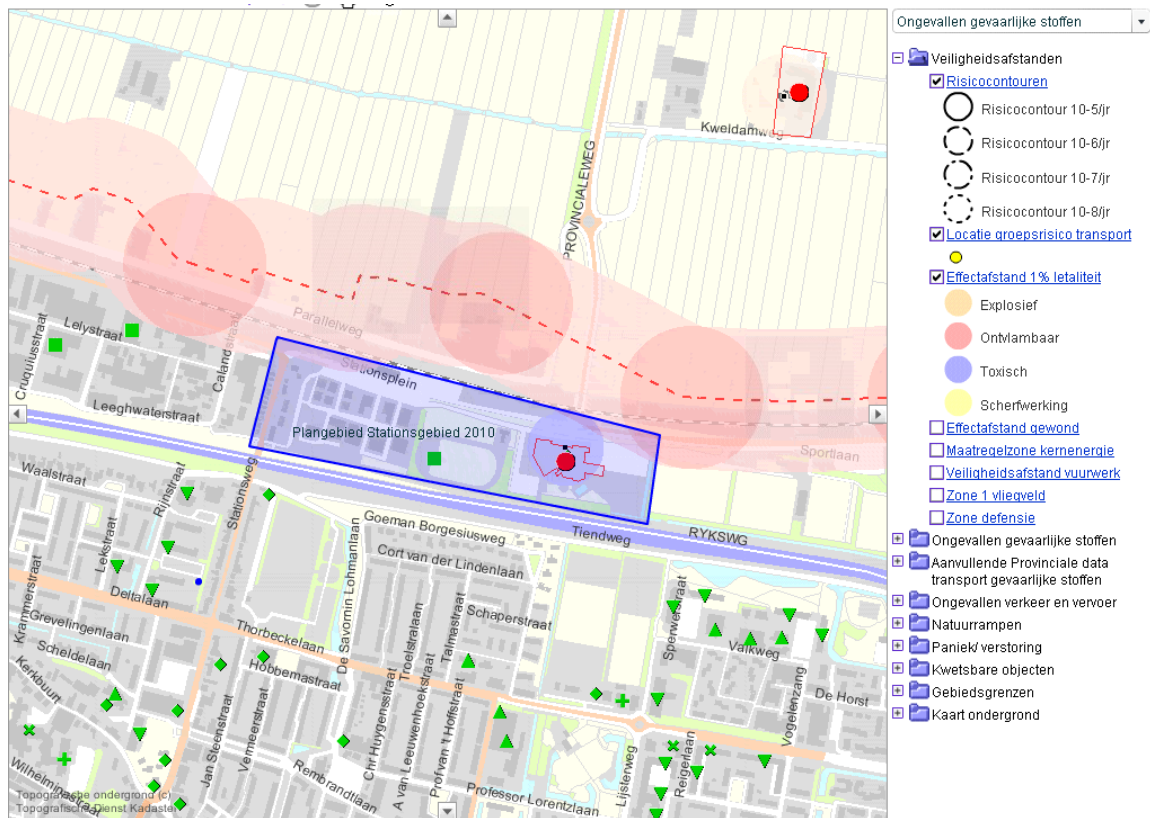 Ongevallen gevaarlijke stoffen
Veiligheidsafstanden
Risicocontouren
Risicocontour 10-5/jr
Risicocontour 10-6/jr
Risicocontour 10-7/jr
Risicocontour 10-8/jr
Locatie groepsrisico transport
Effectafstand 1% letaliteit
Explosief
Ontvlambaar
Toxisch
Scherfwerking
Effectafstand gewond
Maatregelzone kernenergie
Veiligheidsafstand vuurwerk
Zone 1 vliegveld
Zone defensie
Ongevallen gevaarlijke stoffen
Aanvullende Provinciale data
transport gevaarlijke stoffen
Ongevallen verkeer en vervoer
Natuurrampen
Paniek/ verstoring
Kwetsbare objecten
Gebiedsgrenzen
Kaart ondergrond
Kweldamweg
PROVINCIALEWEG
Parallelweg
Lelystraat
Cruquiusstraat
Calandstraat
Stationsplein
Leeghwaterstraat
Plangebied Stationsgebied 2010
Sportlaan
Waalstraat
Rijnstraat
Stationsweg
Goeman Borgesiusweg
Tiendweg
RYKSWG
Lekstraat
Cort van der Lindenlaan
De Savornin Lohmanlaan
Krammerstraat
Deltalaan
Schaperstraat
Talmastraat
Troelstralaan
Sperwerstraat
Grevelingenlaan
Thorbeckelaan
Valkweg
Scheldelaan
Hobbemastraat
Kerkbuurt
De Horst
Vogelenzang
Jan Steenstraat
Vermeerstraat
Chr Huygensstraat
A van Leeuwenhoekstraat
Prof van 't Hoffstraat
Rembrandtlaan
Lijsterweg
Reigerlaan
Wilhelminastraat
Professor Lorentzlaan
Topografische ondergrond (c)
Topografische Dienst Kadaster